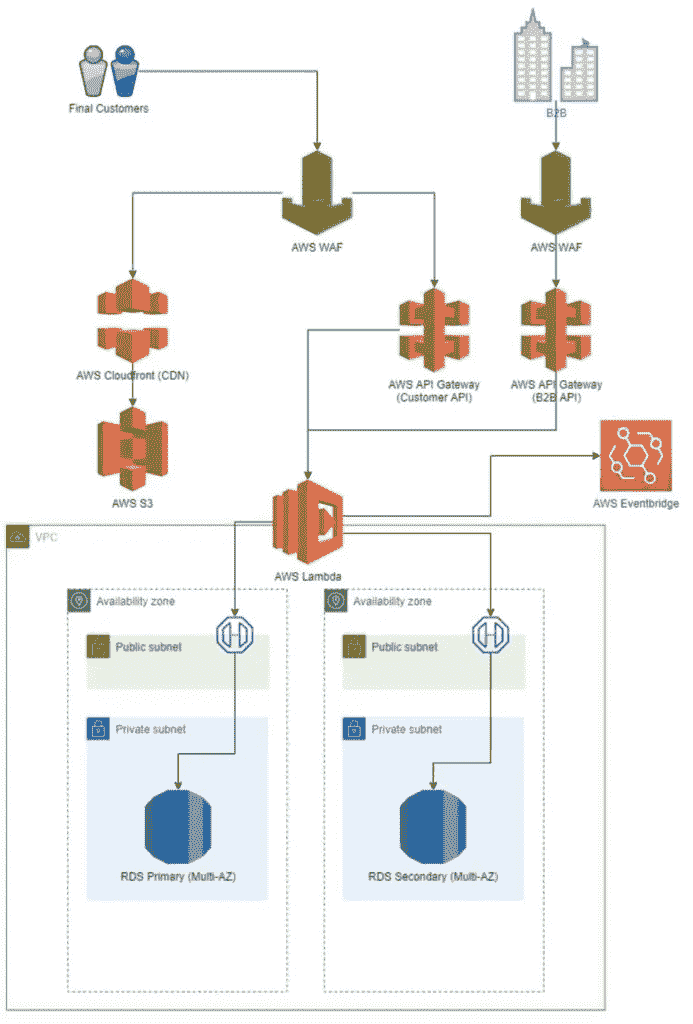 Final Customers
B2B
AWS WAF
AWS WAF
AWS Cloudfront (CDN)
AWS API Gateway
(Customer API)
AWS API Gateway
(B2B API)
AWS S3
AWS Eventbridge
VPC
AWS Lambda
Availability zone
Availability zone
Public subnet
Public subnet
Private subnet
Private subnet
RDS Primary (Multi-AZ)
RDS Secondary (Multi-AZ)